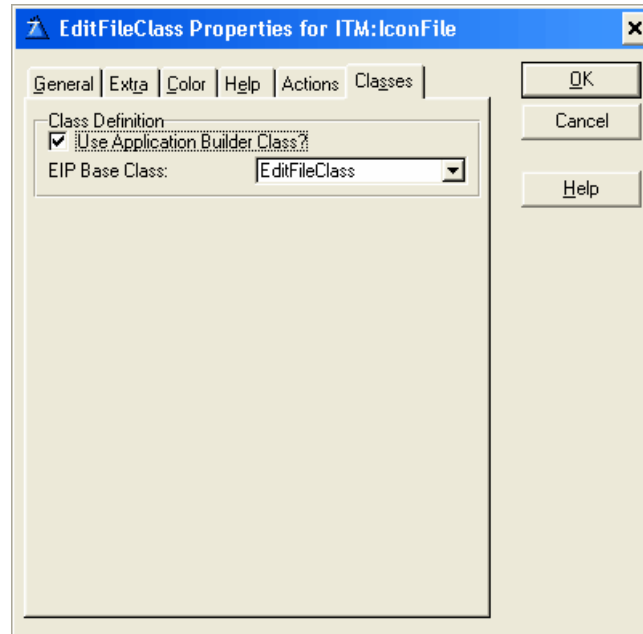 EditFileClass Properties for ITM:IconFile
General Extra Color Help Actions Classes
OK
Class Definition
Use Application Builder Class?
Cancel
EIP Base Class: EditFileClass
Help